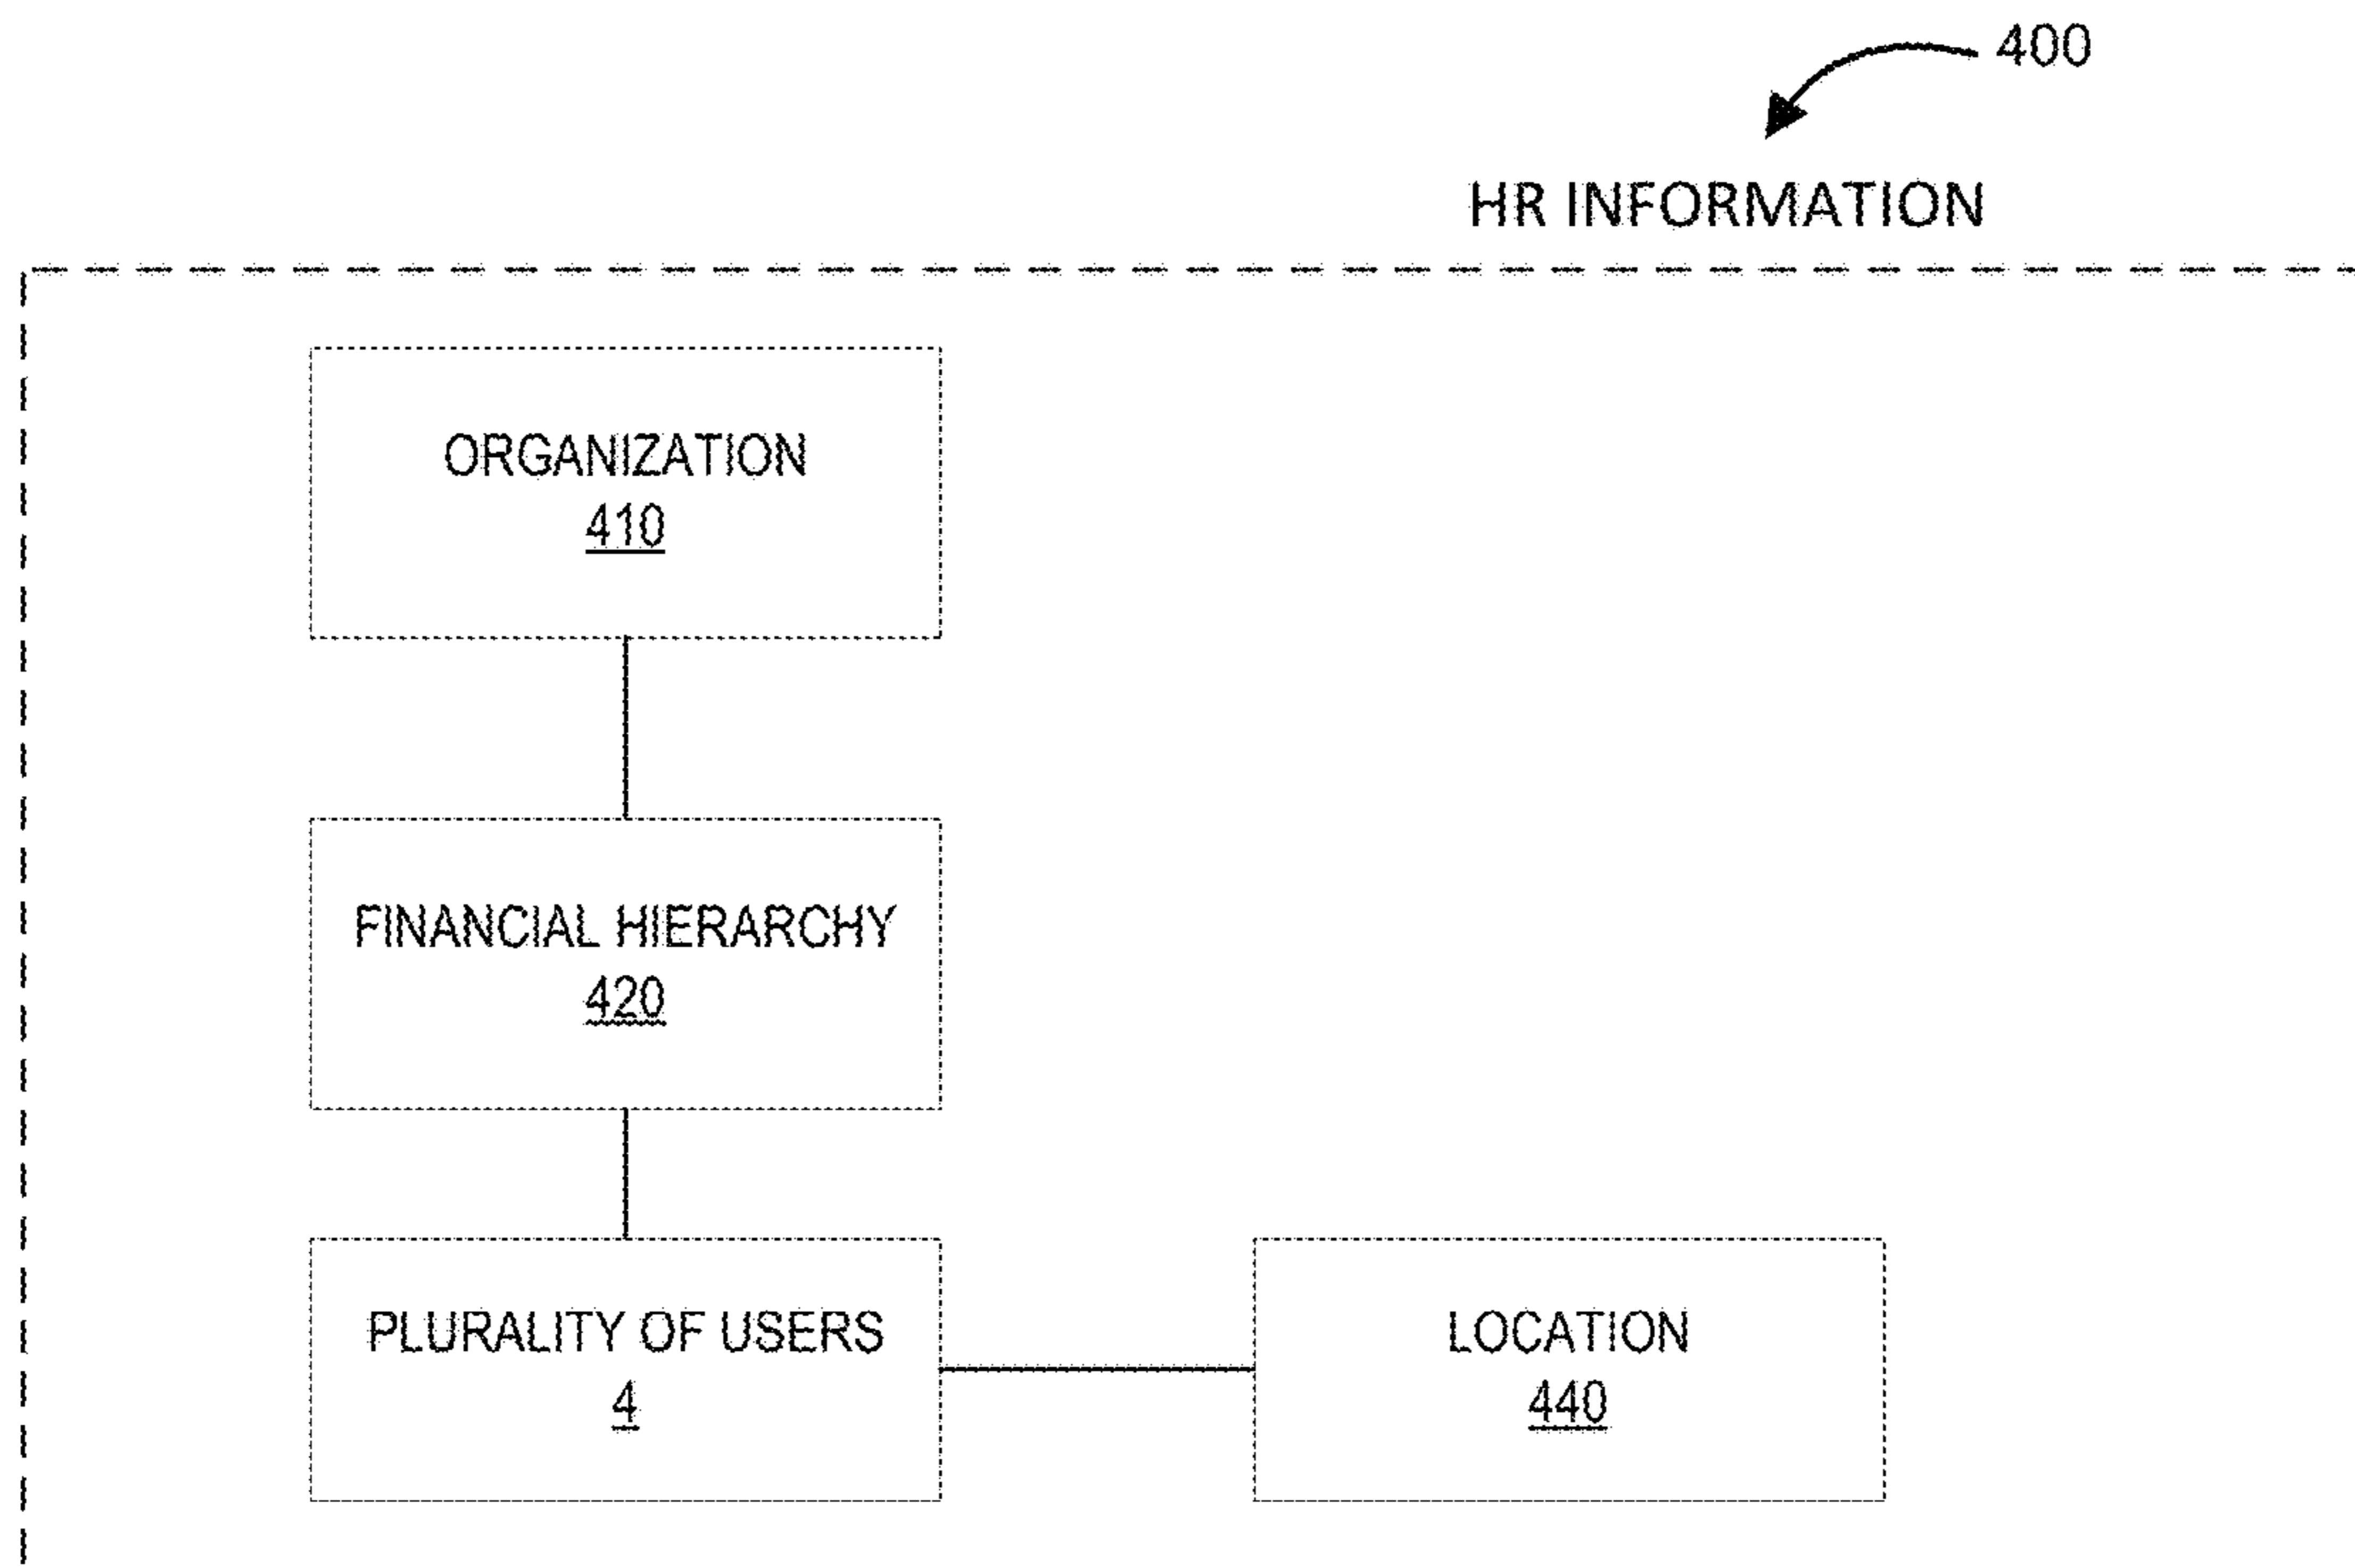 400
HR INFORMATION
ORGANIZATION
410
FINANCIAL HIERARCHY
420
PLURALITY OF USERS
4
LOCATION
440